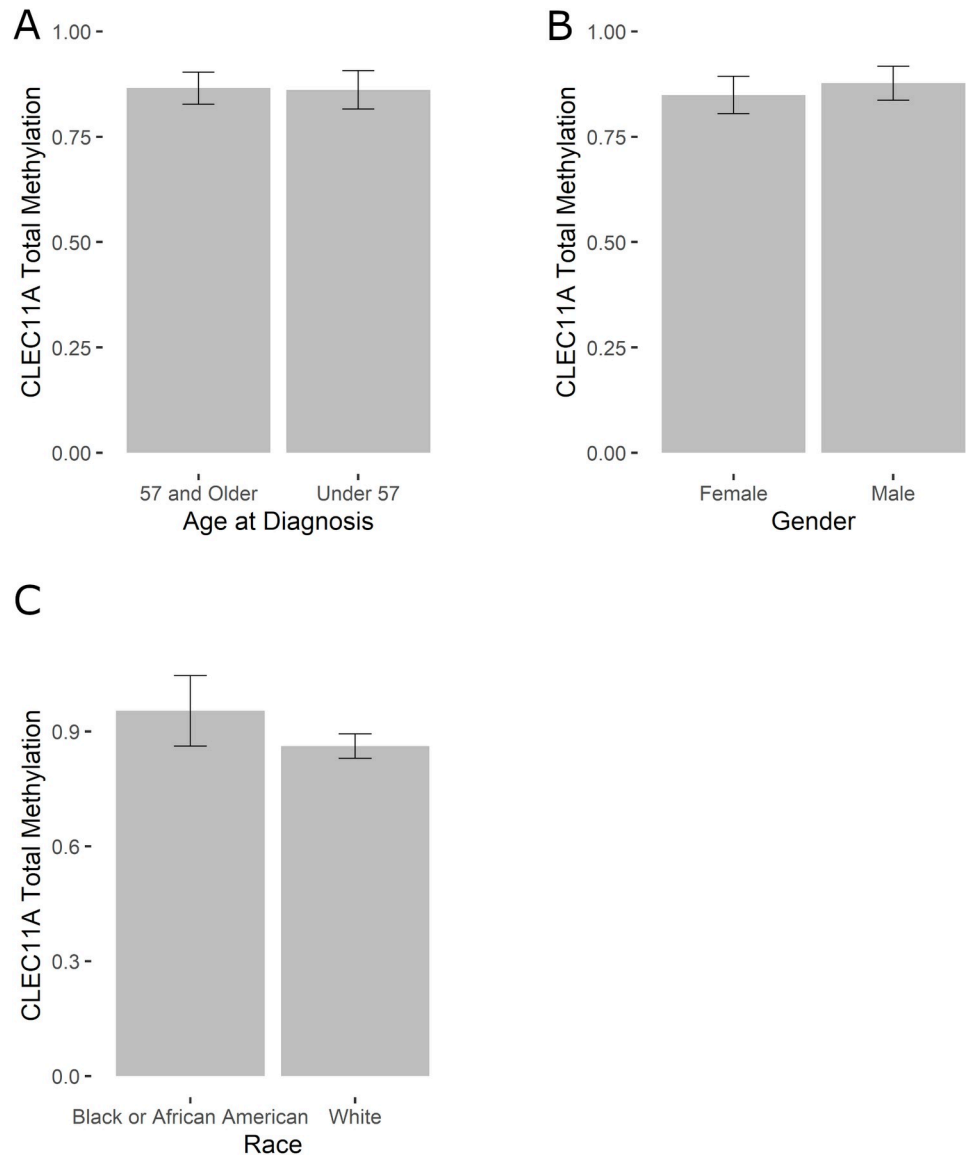 A
1.00
0.75
0.50
0.25
0.00
CLEC11A Total Methylation
57 and Older
Under 57
Age at Diagnosis
B
1.00
0.75
0.50
0.25
0.00
CLEC11A Total Methylation
Female
Male
Gender
C
0.9
0.6
0.3
0.0
CLEC11A Total Methylation
Black or African American
White
Race